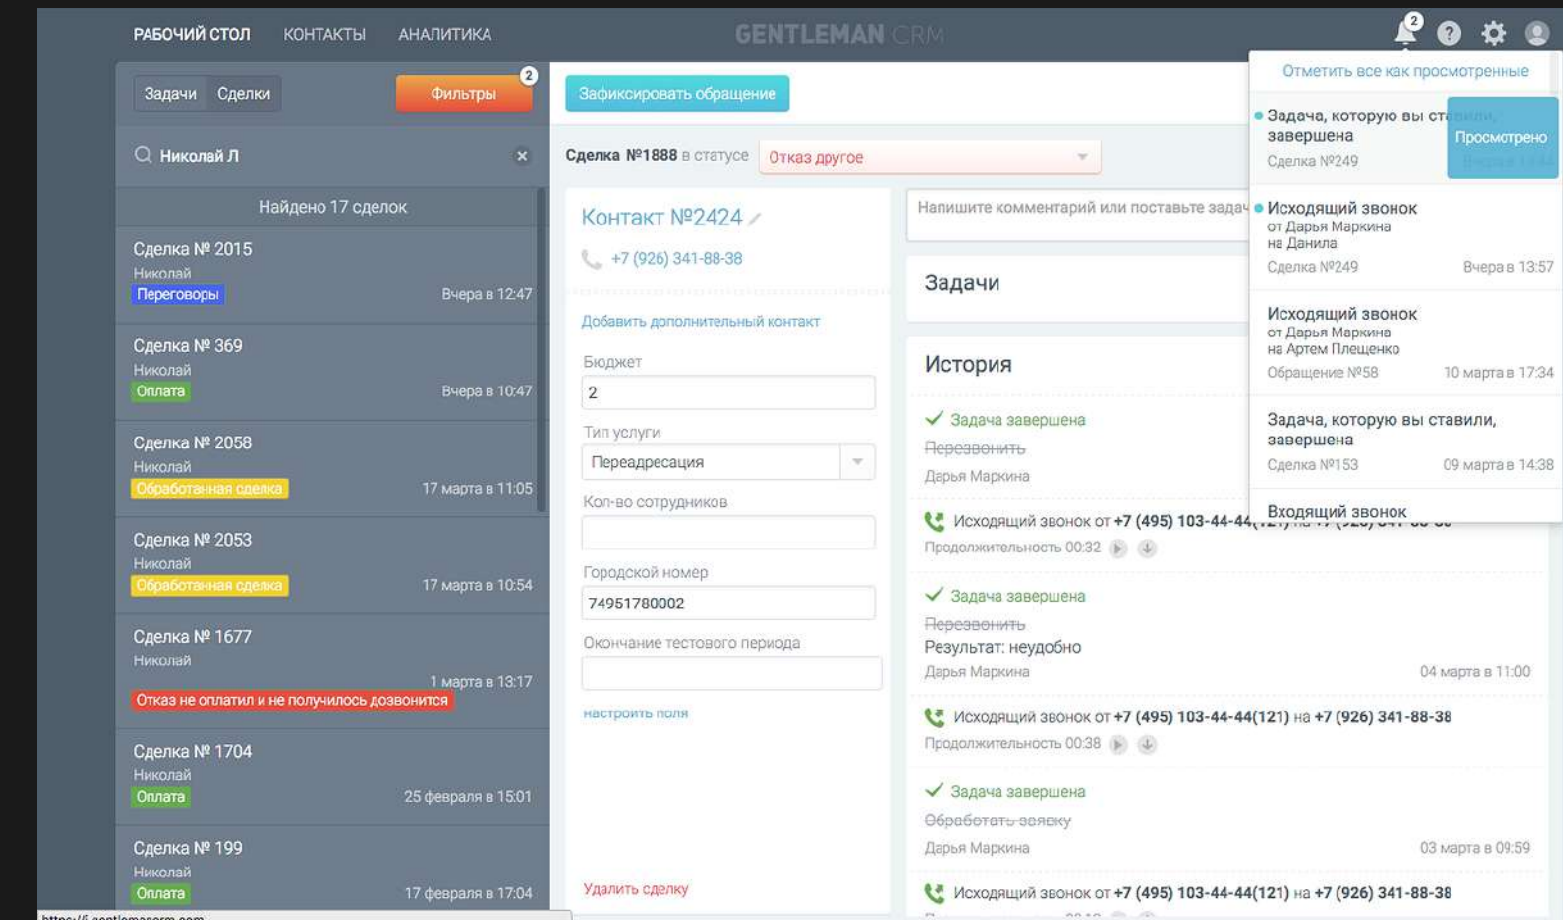 РАБОЧИЙ СТОЛ КОНТАКТЫ АНАЛИТИКА
GENTLEMAN CRM
2
Задачи Сделки
Фильтры
2
Николай Л
Найдено 17 сделок
Сделка № 2015
Николай
Переговоры
Вчера в 12:47
Сделка № 369
Николай
Оплата
Вчера в 10:47
Сделка № 2058
Николай
Обработанная сделка
17 марта в 11:05
Сделка № 2053
Николай
Обработанная сделка
17 марта в 10:54
Сделка № 1677
Николай
1 марта в 13:17
Отказ не оплатил и не получилось дозвонится
Сделка № 1704
Николай
Оплата
25 февраля в 15:01
Сделка № 199
Николай
Оплата
17 февраля в 17:04
Зафиксировать обращение
Сделка №1888 в статусе
Отказ другое
Контакт №2424
+7 (926) 341-88-38
Добавить дополнительный контакт
Бюджет
2
Тип услуги
Переадресация
Кол-во сотрудников
Городской номер
74951780002
Окончание тестового периода
настроить поля
Удалить сделку
Напишите комментарий или поставьте задач
Задачи
История
Задача завершена
Перезвонить
Дарья Маркина
Исходящий звонок от +7 (495) 103-44-44(121) на
Продолжительность 00:32
Задача завершена
Перезвонить
Результат: неудобно
Дарья Маркина
04 марта в 11:00
Исходящий звонок от +7 (495) 103-44-44(121) на +7 (926) 341-88-38
Продолжительность 00:38
Задача завершена
Обработать заявку
Дарья Маркина
03 марта в 09:59
Исходящий звонок от +7 (495) 103-44-44(121) на +7 (926) 341-88-38
Отметить все как просмотренные
Задача, которую вы ставили,
завершена
Сделка №249
Просмотрено
Исходящий звонок
от Дарья Маркина
на Данила
Сделка №249
Вчера в 13:57
Исходящий звонок
от Дарья Маркина
на Артем Плещенко
Обращение №58
10 марта в 17:34
Задача, которую вы ставили,
завершена
Сделка №153
09 марта в 14:38
Входящий звонок